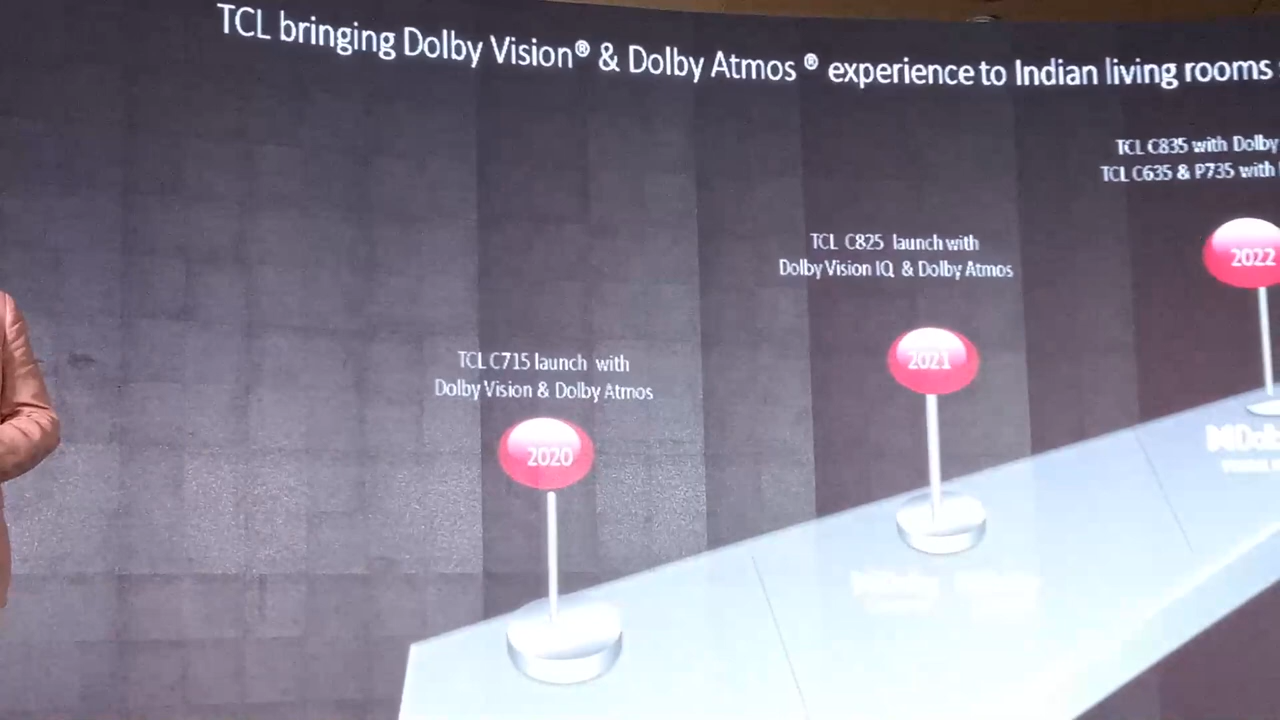 TCL bringing Dolby Vision® & Dolby Atmos ® experience to Indian living rooms
TCL C835 with Dolby
TCL C635 & P735 with
2022
TCL C825 launch with
Dolby Vision IQ & Dolby Atmos
2021
TCL C715 launch with
Dolby Vision & Dolby Atmos
2020